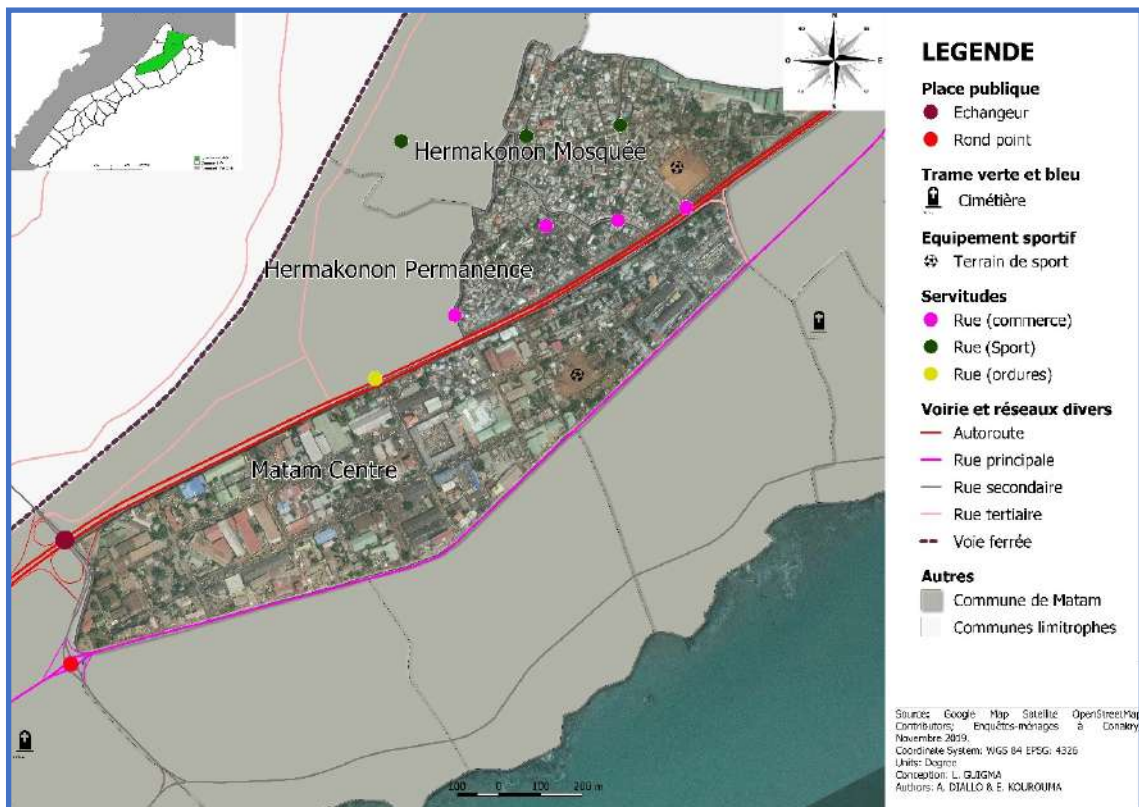 Hermakonon Mosquée
Hermakonon Permanence
Matam Centre
100 0 100 200 m
LEGENDE
Place publique
Echangeur
Rond point
Trame verte et bleu
Cimétière
Equipement sportif
Terrain de sport
Servitudes
Rue (commerce)
Rue (Sport)
Rue (ordures)
Voirie et réseaux divers
Autoroute
Rue principale
Rue secondaire
Rue tertiaire
Voie ferrée
Autres
Commune de Matam
Communes limitrophes
Source: Google Map Satellite OpenStreetMap
Contributors; Enquêtes-ménages à Conakry
Novembre 2019.
Coordinate System: WGS 84 EPSG: 4326
Units: Degree
Conception: L. GUIGMA
Authors: A. DIALLO & E. KOUROUMA